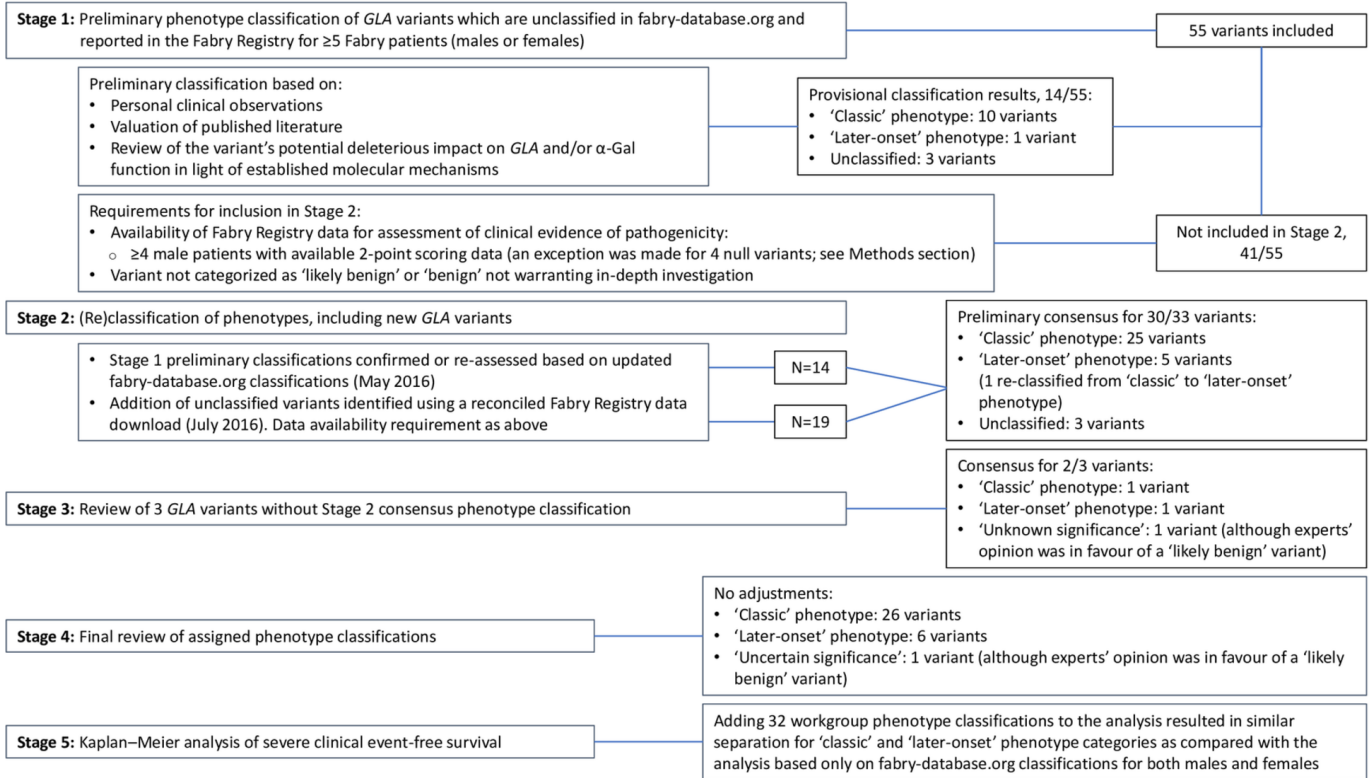 Stage 1: Preliminary phenotype classification of GLA variants which are unclassified in fabry-database.org and
reported in the Fabry Registry for ≥5 Fabry patients (males or females)
55 variants included
Preliminary classification based on:
• Personal clinical observations
• Valuation of published literature
• Review of the variant's potential deleterious impact on GLA and/or α-Gal
function in light of established molecular mechanisms
Provisional classification results, 14/55:
• 'Classic' phenotype: 10 variants
• 'Later-onset' phenotype: 1 variant
• Unclassified: 3 variants
Requirements for inclusion in Stage 2:
• Availability of Fabry Registry data for assessment of clinical evidence of pathogenicity:
○ ≥4 male patients with available 2-point scoring data (an exception was made for 4 null variants; see Methods section)
• Variant not categorized as 'likely benign' or 'benign' not warranting in-depth investigation
Not included in Stage 2,
41/55
Stage 2: (Re)classification of phenotypes, including new GLA variants
• Stage 1 preliminary classifications confirmed or re-assessed based on updated
fabry-database.org classifications (May 2016)
• Addition of unclassified variants identified using a reconciled Fabry Registry data
download (July 2016). Data availability requirement as above
N=14
N=19
Preliminary consensus for 30/33 variants:
• 'Classic' phenotype: 25 variants
• 'Later-onset' phenotype: 5 variants
(1 re-classified from 'classic' to 'later-onset'
phenotype)
• Unclassified: 3 variants
Stage 3: Review of 3 GLA variants without Stage 2 consensus phenotype classification
Consensus for 2/3 variants:
• 'Classic' phenotype: 1 variant
• 'Later-onset' phenotype: 1 variant
• 'Unknown significance': 1 variant (although experts'
opinion was in favour of a 'likely benign' variant)
Stage 4: Final review of assigned phenotype classifications
No adjustments:
• 'Classic' phenotype: 26 variants
• 'Later-onset' phenotype: 6 variants
• 'Uncertain significance': 1 variant (although experts' opinion was in favour of a 'likely
benign' variant)
Stage 5: Kaplan–Meier analysis of severe clinical event-free survival
Adding 32 workgroup phenotype classifications to the analysis resulted in similar
separation for 'classic' and 'later-onset' phenotype categories as compared with the
analysis based only on fabry-database.org classifications for both males and females